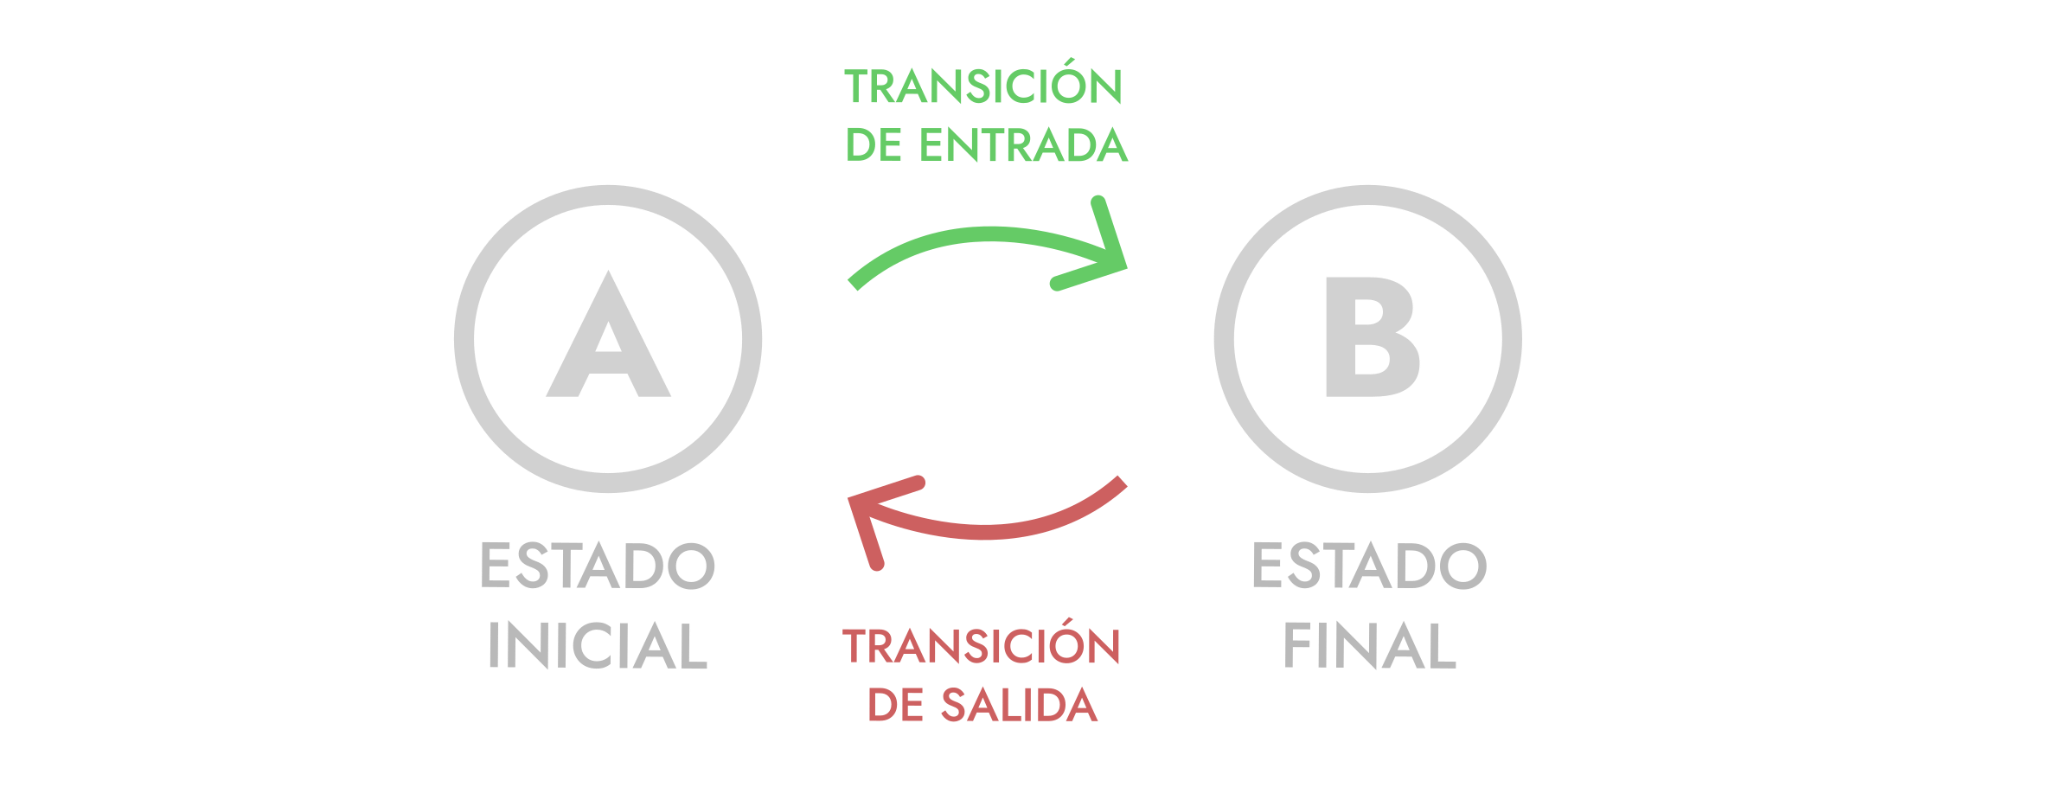 TRANSICIÓN
DE ENTRADA
A
B
ESTADO
INICIAL
ESTADO
FINAL
TRANSICIÓN
DE SALIDA